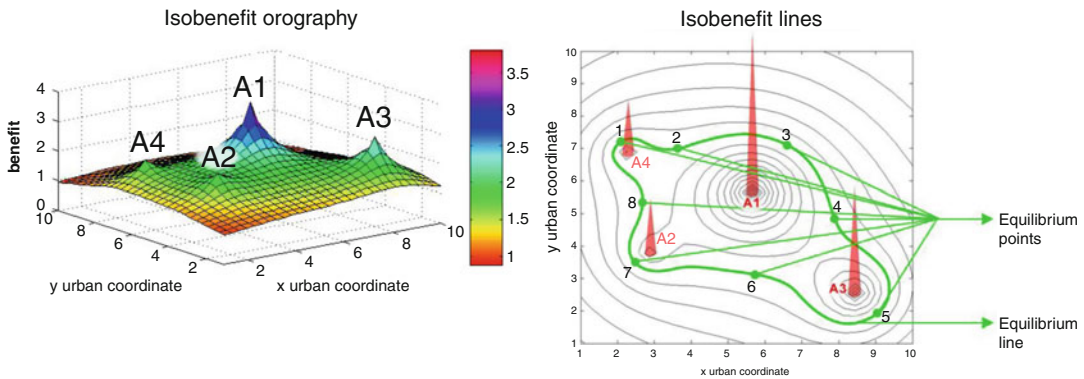 Isobenefit orography
A1
A3
A4
A2
benefit
4
3
2
1
0
10
8
6
4
2
y urban coordinate
2
4
6
8
10
x urban coordinate
3.5
3
2.5
2
1.5
1
Isobenefit lines
10
9
8
7
6
5
4
3
2
1
y urban coordinate
1 2 3 4 5 6 7 8 9 10
x urban coordinate
1
2
3
A4
8
A1
4
A2
7
6
A3
5
Equilibrium
points
Equilibrium
line